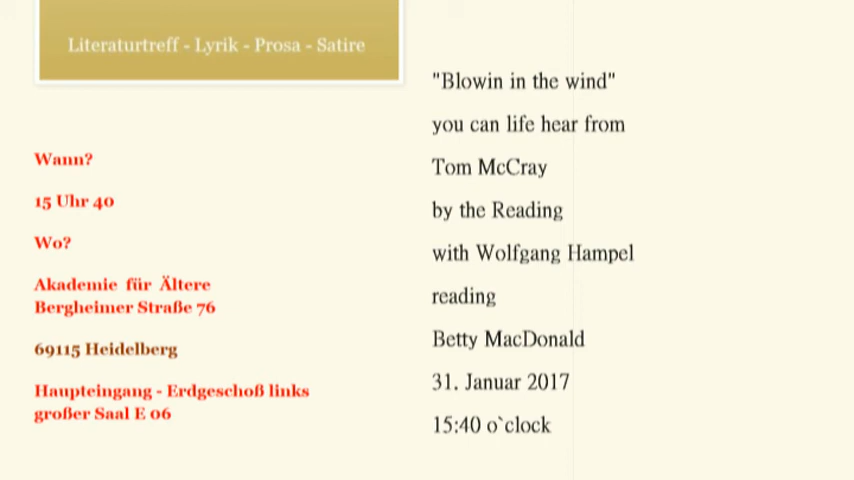 Literaturtreff - Lyrik - Prosa - Satire
Wann?
15 Uhr 40
Wo?
Akademie für Ältere
Bergheimer Straße 76
69115 Heidelberg
Haupteingang - Erdgeschoß links
großer Saal E 06
"Blowin in the wind"
you can life hear from
Tom McCray
by the Reading
with Wolfgang Hampel
reading
Betty MacDonald
31. Januar 2017
15:40 o`clock